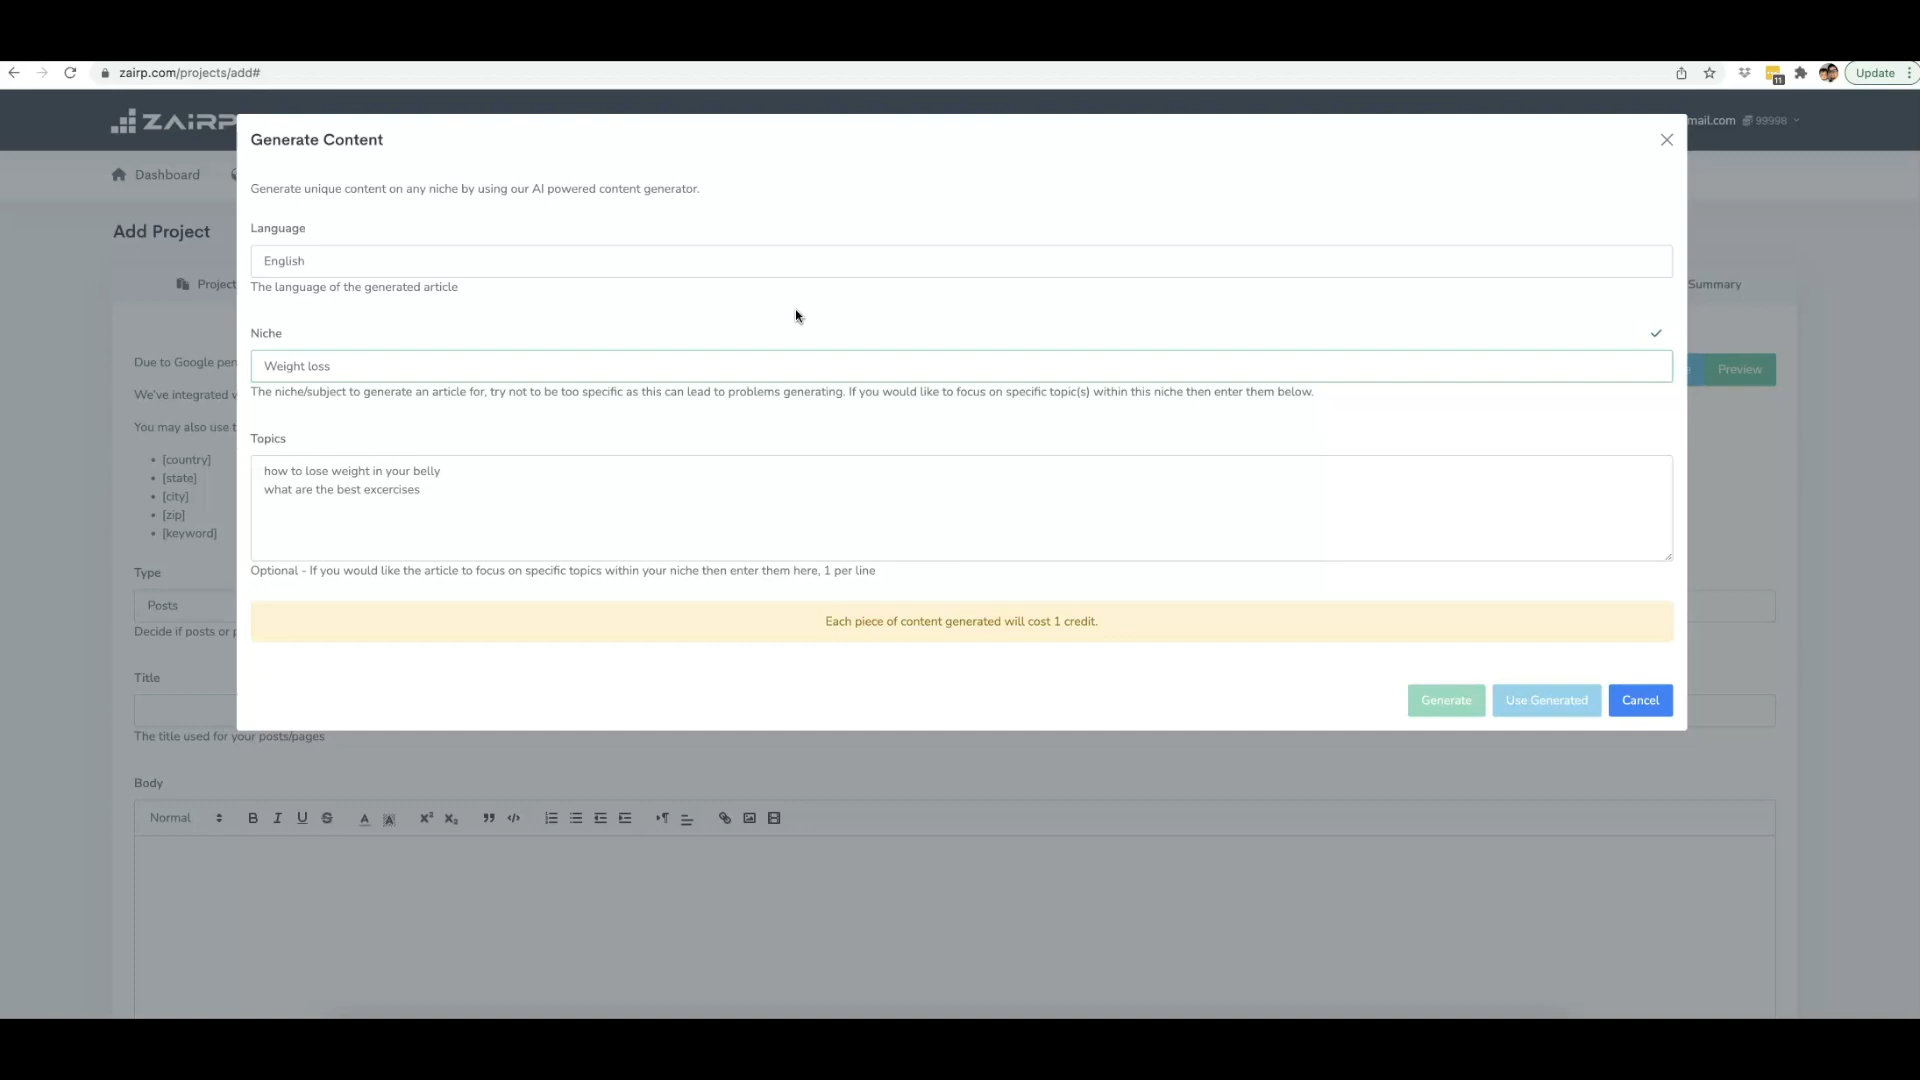 zairp.com/projects/add#
11
Update
ZAIRP
mail.com 99998
Generate Content
Dashboard
Generate unique content on any niche by using our AI powered content generator.
Language
Add Project
English
Project
The language of the generated article
Summary
Niche
Due to Google pen
Weight loss
Preview
We've integrated
The niche/subject to generate an article for, try not to be too specific as this can lead to problems generating. If you would like to focus on specific topic(s) within this niche then enter them below.
You may also use t
Topics
• [country]
how to lose weight in your belly
• [state]
what are the best excercises
• [city]
• [zip]
• [keyword]
Type
Optional - If you would like the article to focus on specific topics within your niche then enter them here, 1 per line
Posts
Each piece of content generated will cost 1 credit.
Decide if posts or p
Title
Generate
Use Generated
Cancel
The title used for your posts/pages
Body
Normal